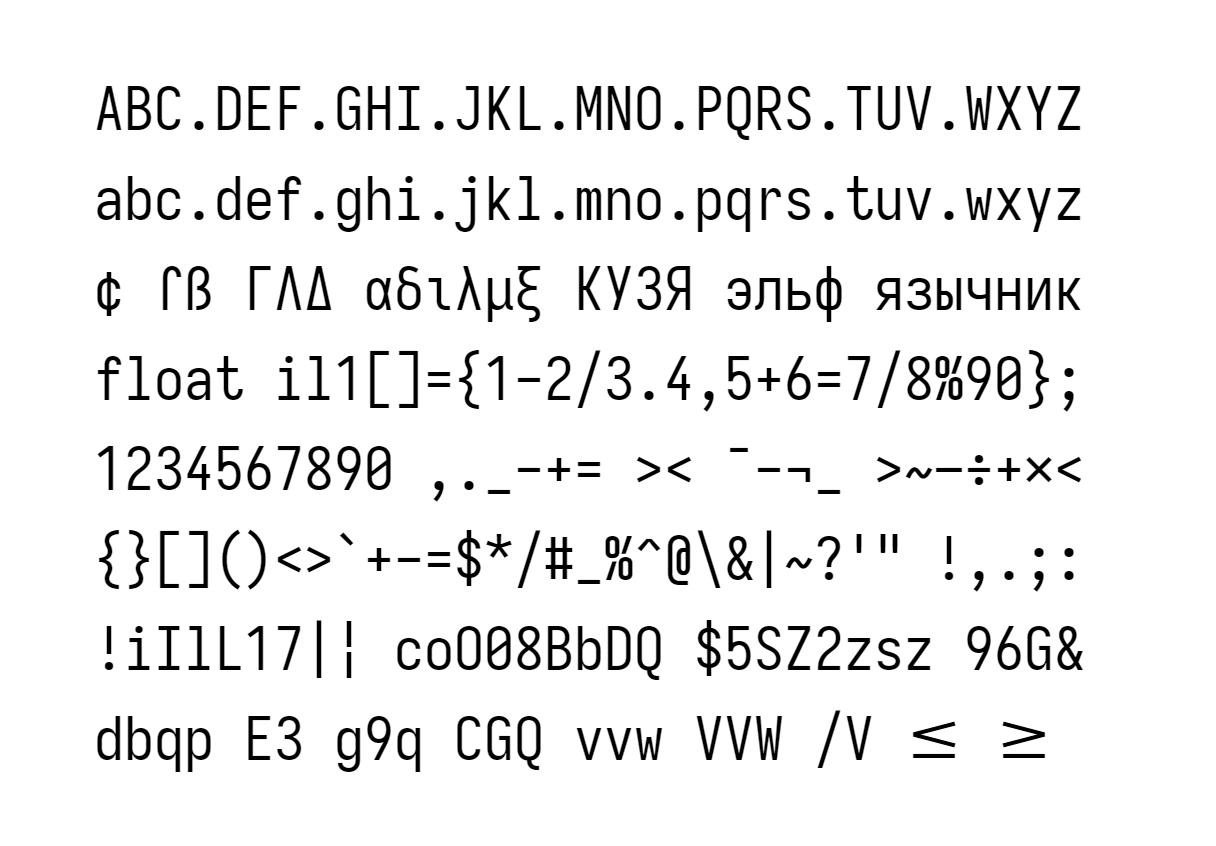 ABC.DEF.GHI.JKL.MNO.PQRS.TUV.WXYZ
abc.def.ghi.jkl.mno.pqrs.tuv.wxyz
¢ ſß ΓΛΔ αδιλμξ КУЗЯ эльф язычник
float il1[]={1-2/3.4,5+6=7/8%90};
1234567890 ,._-+= >< ¯-¬_ >~–÷+×<
{}[]()<>`+-=$*/#_%^@\&|~?'" !,.;:
!iIlL17|¦ coO08BbDQ $5SZ2zsz 96G&
dbqp E3 g9q CGQ vvw VVW /V ≤ ≥